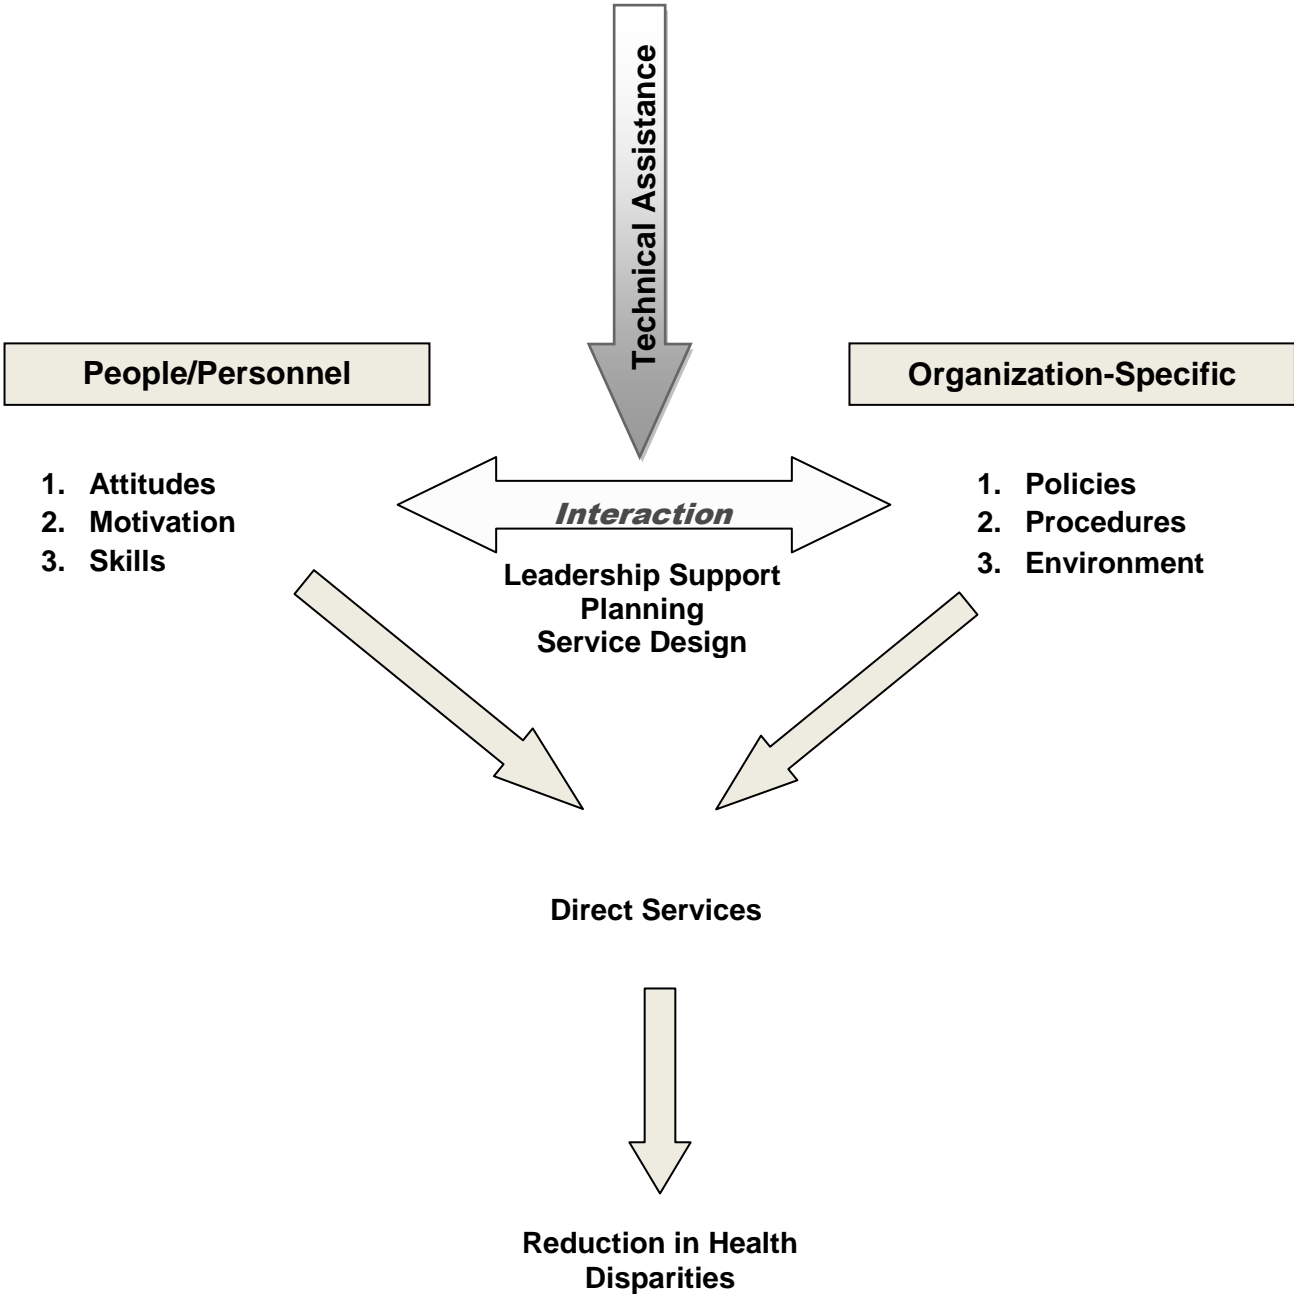 Technical Assistance
People/Personnel
Organization-Specific
1. Attitudes
2. Motivation
3. Skills
Interaction
Leadership Support
Planning
Service Design
1. Policies
2. Procedures
3. Environment
Direct Services
Reduction in Health
Disparities